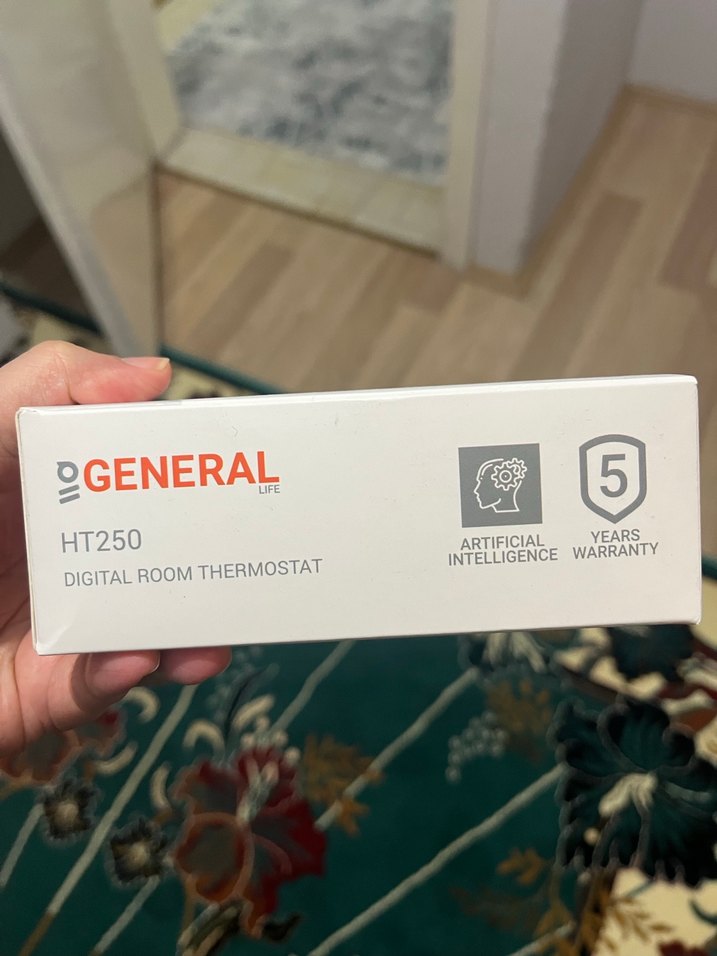 GENERAL
LIFE
HT250
DIGITAL ROOM THERMOSTAT
ARTIFICIAL
INTELLIGENCE
5
YEARS
WARRANTY